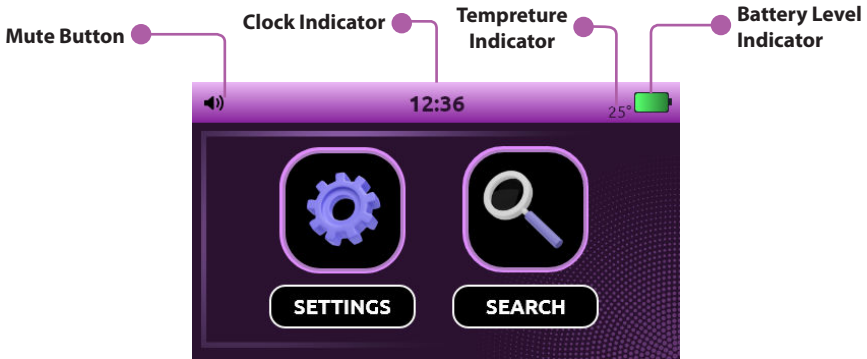 Mute Button
Clock Indicator
Tempreture
Indicator
Battery Level
Indicator
12:36
25°
SETTINGS
SEARCH